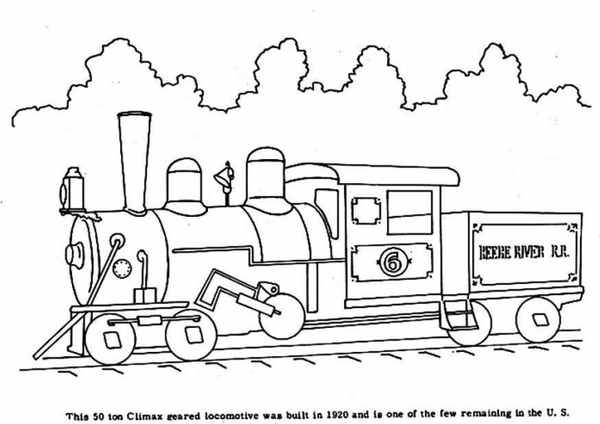 BEEBE RIVER R.R.
6
This 50 ton Climax geared locomotive was built in 1920 and is one of the few remaining in the U. S.